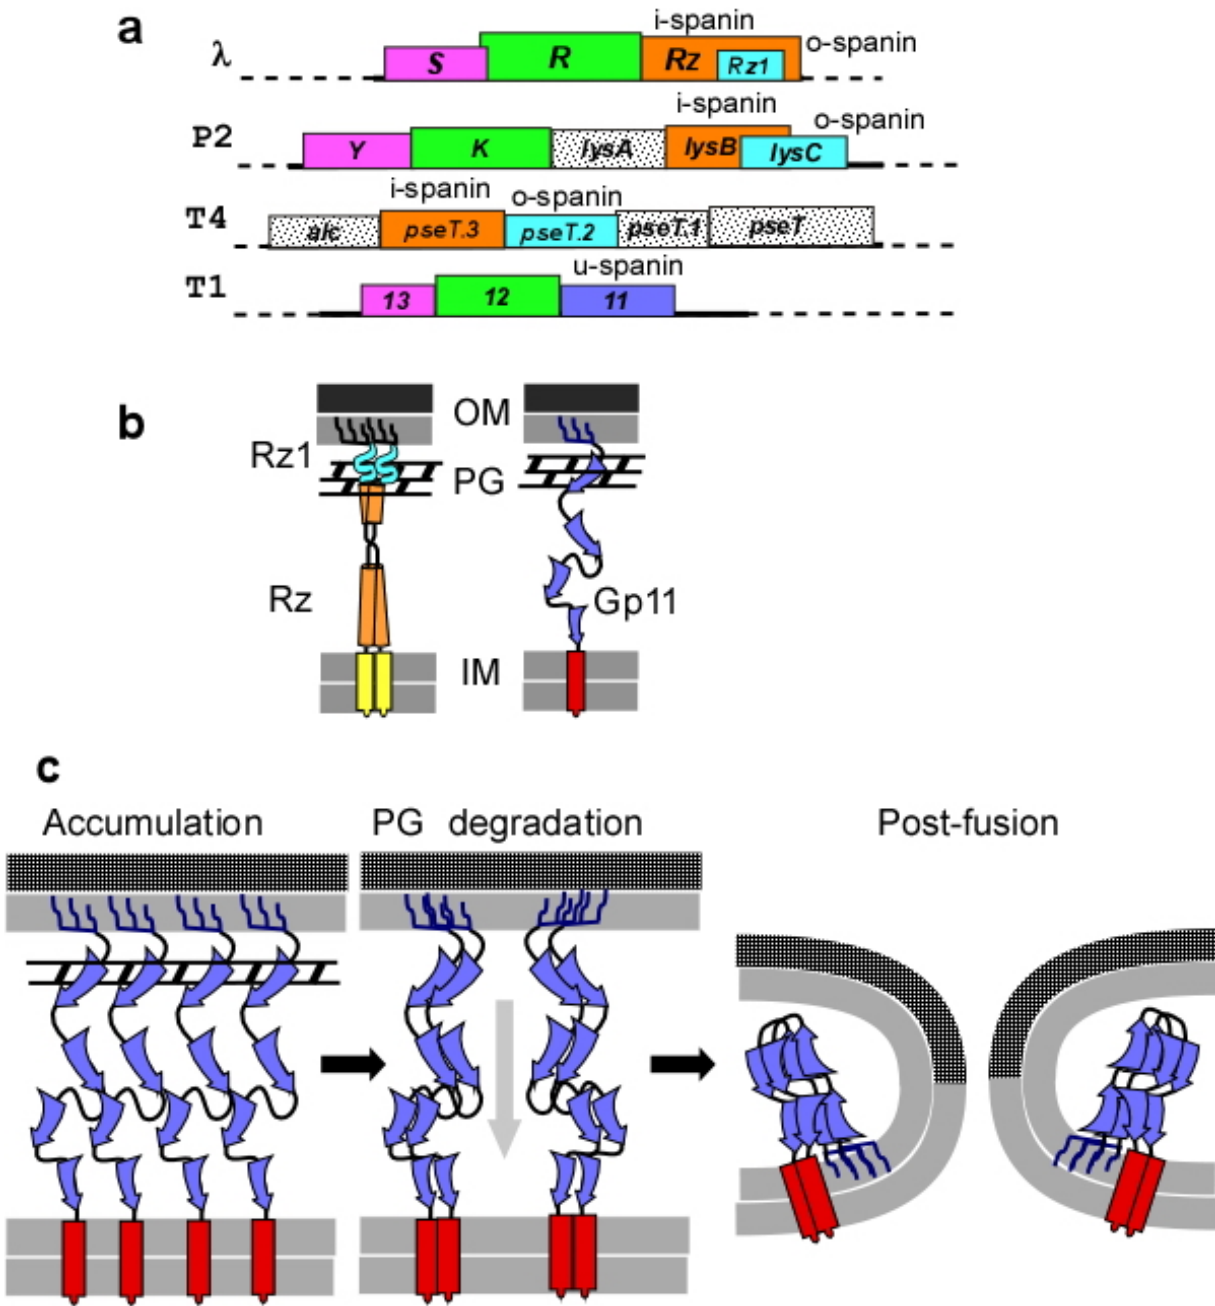 a
i-spanin
o-spanin
λ S R Rz Rz1
i-spanin
o-spanin
P2 Y K lysA lysB lysC
i-spanin
o-spanin
T4 alc pseT.3 pseT.2 pseT.1 pseT
u-spanin
T1 13 12 11
b
OM
Rz1
PG
Rz
Gp11
IM
c
Accumulation PG degradation Post-fusion